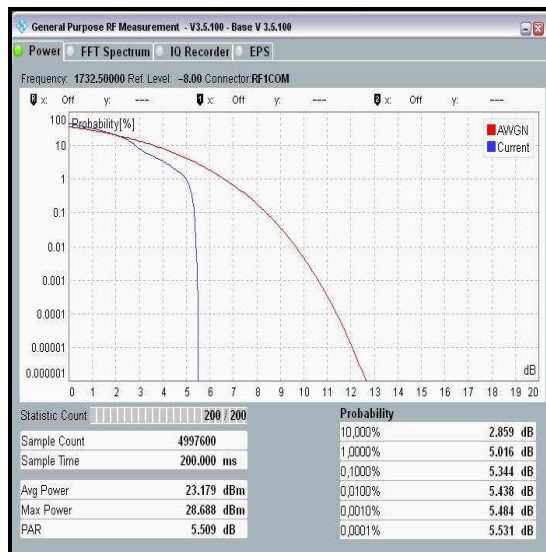 General Purpose RF Measurement - V3.5.100 - Base V 3.5.100
Power FFT Spectrum IQ Recorder EPS
Frequency: 1732.50000 Ref. Level: -8.00 Connector:RF1COM
x: Off y: --- 1 x: Off y: --- 2 x: Off y: ---
Probability[%]
AWGN
Current
100
10
1
0.1
0.01
0.001
0.0001
0.00001
0.000001
dB
0 1 2 3 4 5 6 7 8 9 10 11 12 13 14 15 16 17 18 19 20
Statistic Count 200 / 200
Sample Count 4997600
Sample Time 200.000 ms
Avg Power 23.179 dBm
Max Power 28.688 dBm
PAR 5.509 dB
Probability
10,000% 2.859 dB
1,0000% 5.016 dB
0,1000% 5.344 dB
0,0100% 5.438 dB
0,0010% 5.484 dB
0,0001% 5.531 dB